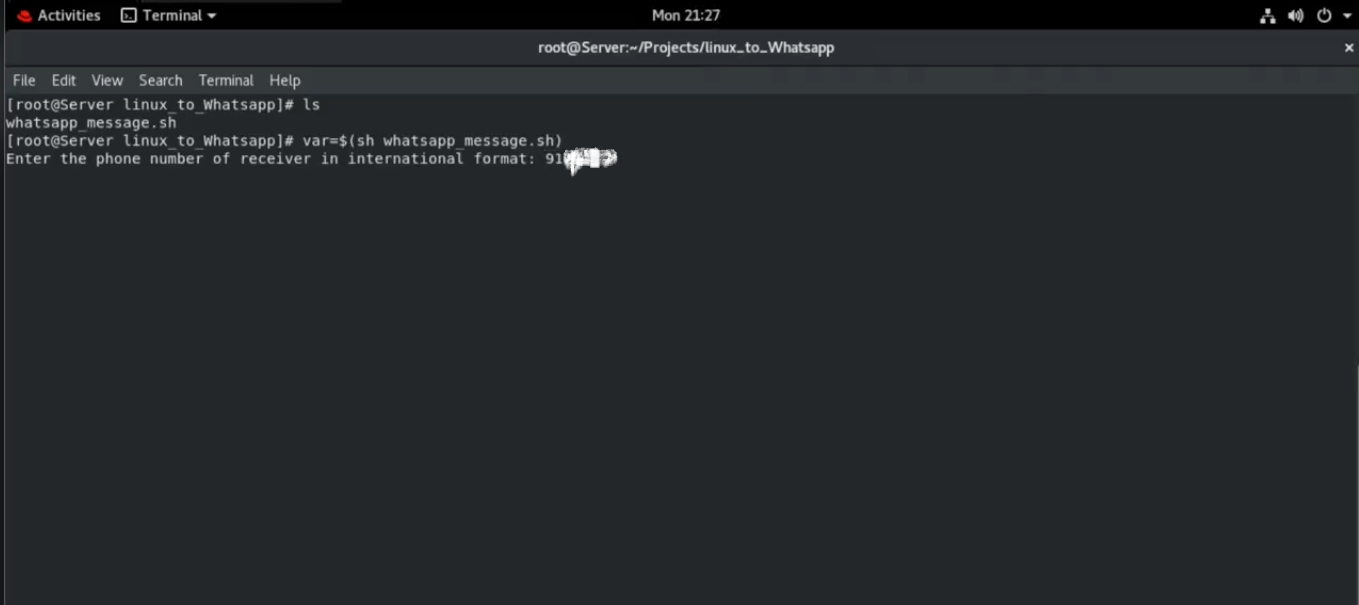 Activities Terminal Mon 21:27
root@Server:~/Projects/linux_to_Whatsapp ×
File Edit View Search Terminal Help
[root@Server linux_to_Whatsapp]# ls
whatsapp_message.sh
[root@Server linux_to_Whatsapp]# var=$(sh whatsapp_message.sh)
Enter the phone number of receiver in international format: 91